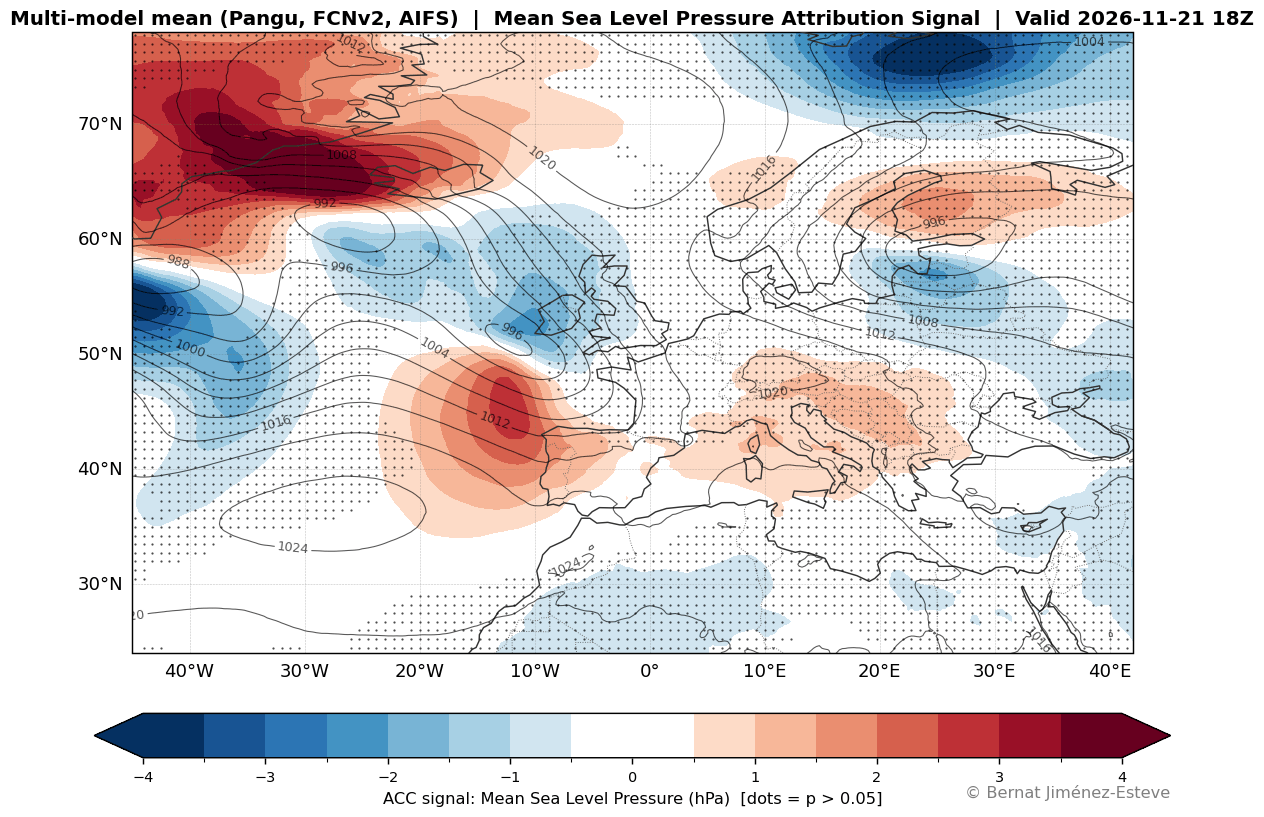 Multi-model mean (Pangu, FCNv2, AIFS)  |  Mean Sea Level Pressure Attribution Signal  |  Valid 2026-11-21 18Z
1012
1004
70°N
1008
1020
1016
992
996
60°N
988
996
992
1008
996
1012
50°N
1000
1004
1020
1016
1012
40°N
1024
1024
30°N
20
1016
40°W 30°W 20°W 10°W 0° 10°E 20°E 30°E 40°E
−4 −3 −2 −1 0 1 2 3 4
ACC signal: Mean Sea Level Pressure (hPa)  [dots = p > 0.05]
© Bernat Jiménez-Esteve